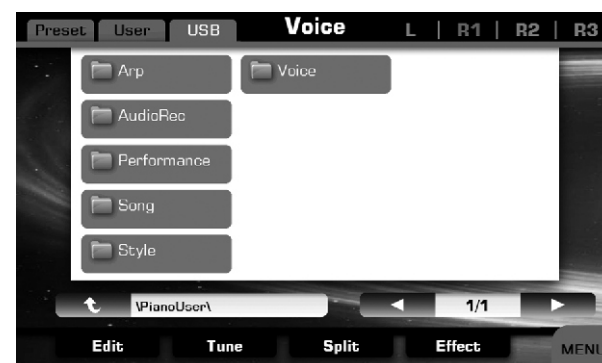 Preset User USB Voice L | R1 | R2 | R3
Arp Voice
AudioRec
Performance
Song
Style
\PianoUser\ 1/1
Edit Tune Split Effect MENU